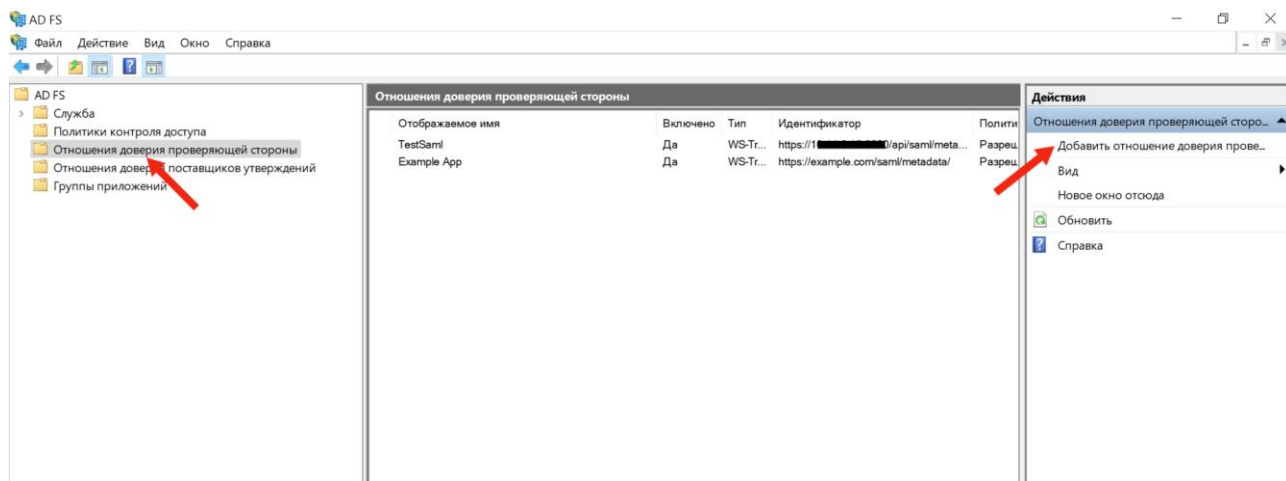 AD FS
Файл Действие Вид Окно Справка
AD FS
Служба
Политики контроля доступа
Отношения доверия проверяющей стороны
Отношения доверия поставщиков утверждений
Группы приложений
Отношения доверия проверяющей стороны
Отображаемое имя Включено Тип Идентификатор Полити
TestSaml Да WS-Tr... https://1 0/api/saml/meta... Разреш
Example App Да WS-Tr... https://example.com/saml/metadata/ Разреш
Действия
Отношения доверия проверяющей сторо...
Добавить отношение доверия прове...
Вид
Новое окно отсюда
Обновить
Справка